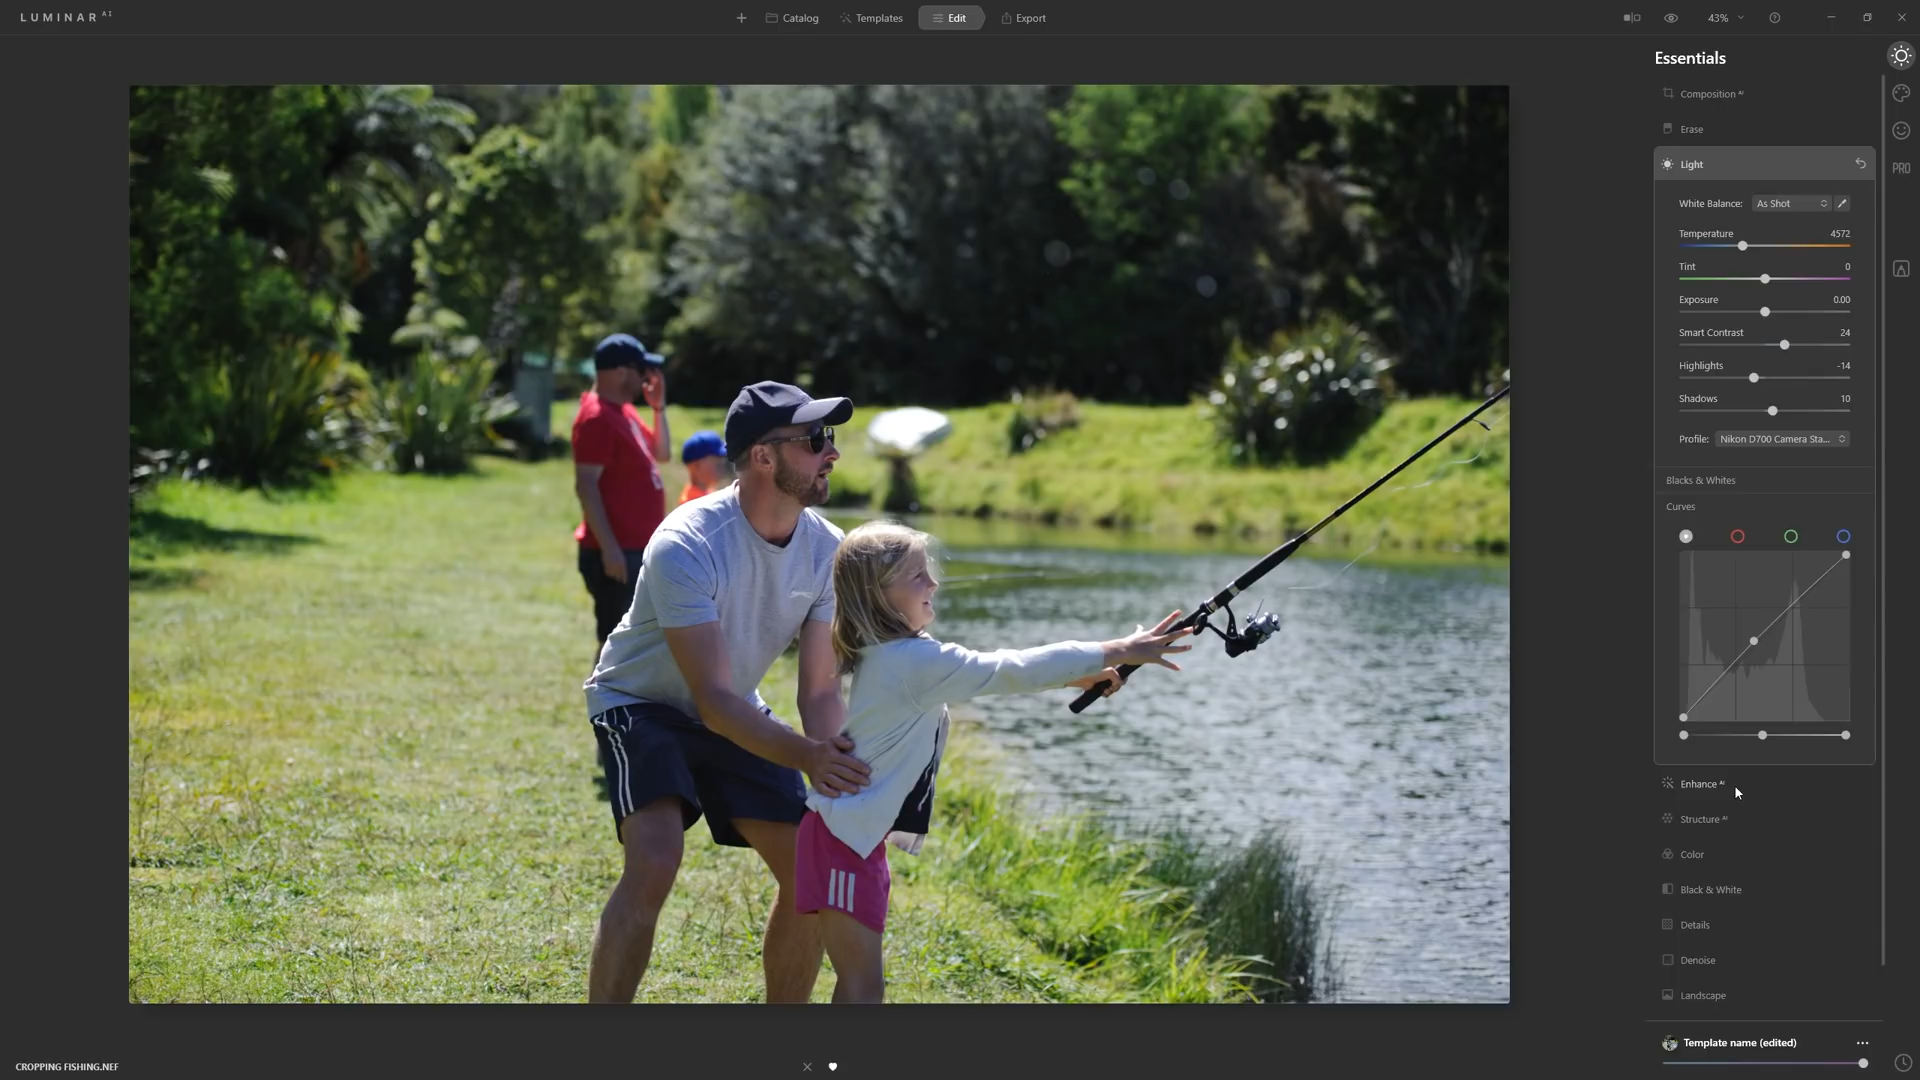 LUMINAR AI
Catalog
Templates
Edit
Export
43%
Essentials
Composition AI
Erase
Light
White Balance: As Shot
Temperature 4572
Tint 0
Exposure 0.00
Smart Contrast 24
Highlights -14
Shadows 10
Profile: Nikon D700 Camera Sta...
Blacks & Whites
Curves
Enhance AI
Structure AI
Color
Black & White
Details
Denoise
Landscape
Template name (edited)
PRO
CROPPING FISHING.NEF